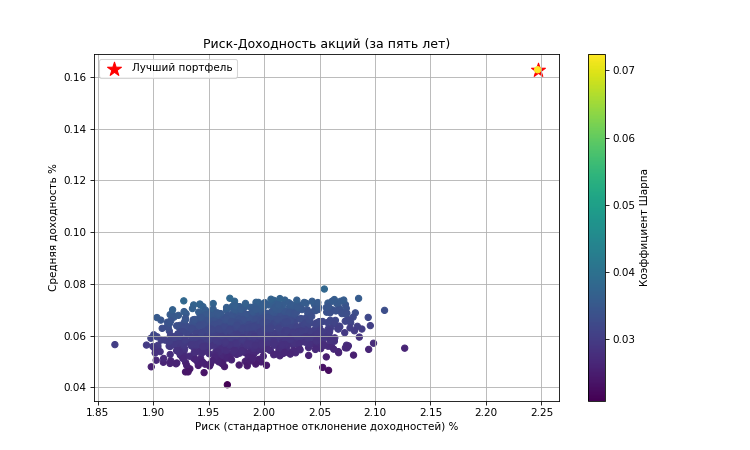 Риск-Доходность акций (за пять лет)
Лучший портфель
Средняя доходность %
0.16
0.14
0.12
0.10
0.08
0.06
0.04
1.85 1.90 1.95 2.00 2.05 2.10 2.15 2.20 2.25
Риск (стандартное отклонение доходностей) %
0.07
0.06
0.05
0.04
0.03
Коэффициент Шарпа